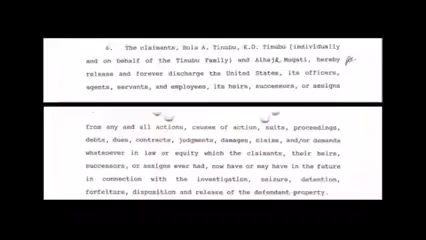 6. The claimants, Bola A. Tinubu, K.O. Tinubu (individually
and on behalf of the Tinubu Family) and Alhaji Mogati, hereby
release and forever discharge the United States, its officers,
agents, servants, and employees, its heirs, successors, or assigns
from any and all actions, causes of action, suits, proceedings,
debts, dues, contracts, judgments, damages, claims, and/or demands
whatsoever in law or equity which the claimants, their heirs,
successors, or assigns ever had, now have or may have in the future
in connection with the investigation, seizure, detention,
forfeiture, disposition and release of the defendant property.